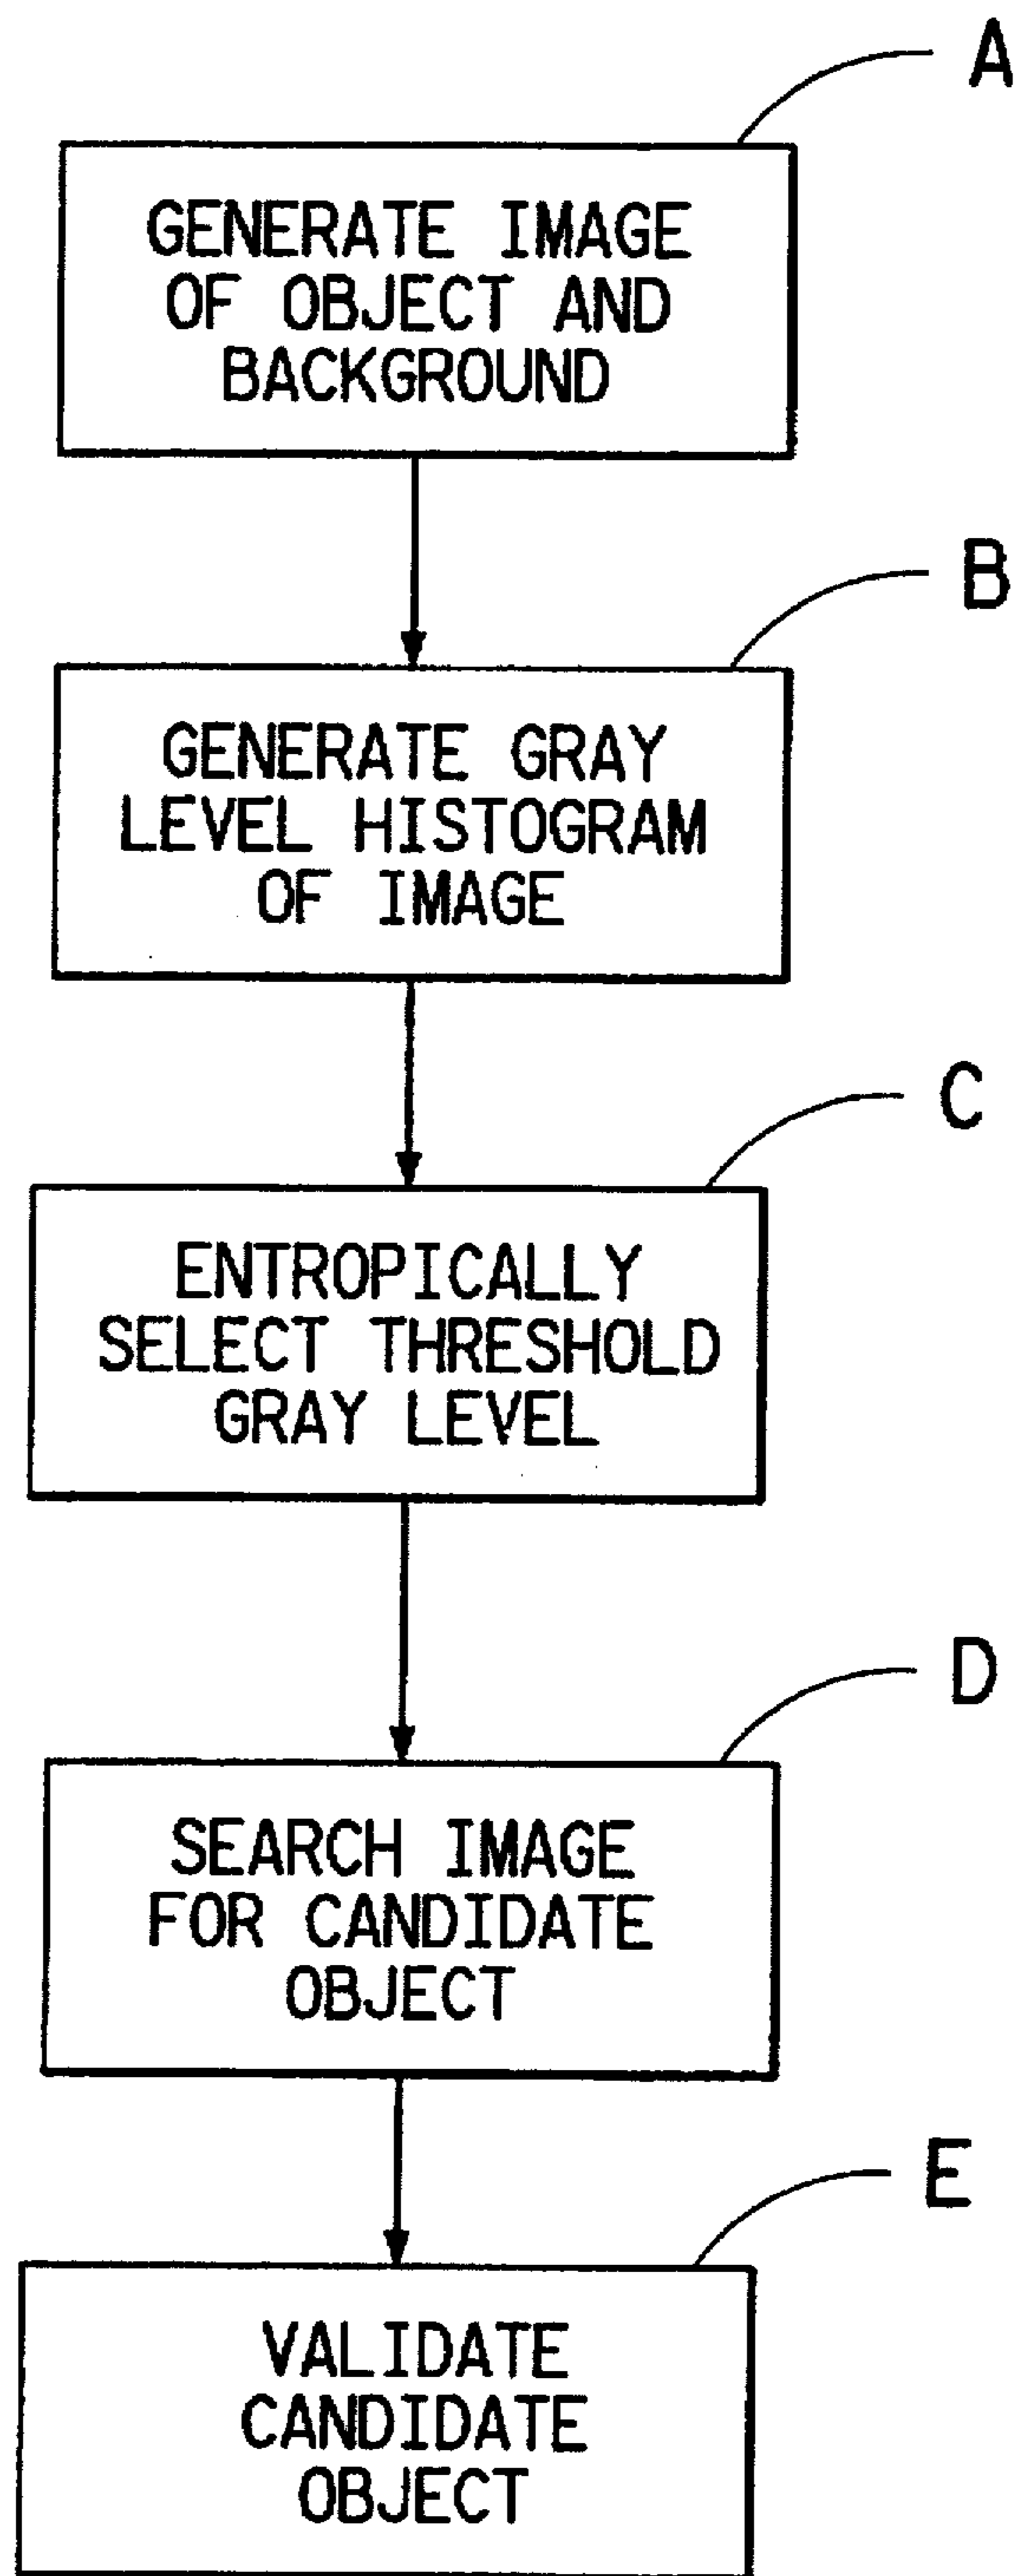 A
GENERATE IMAGE
OF OBJECT AND
BACKGROUND
B
GENERATE GRAY
LEVEL HISTOGRAM
OF IMAGE
C
ENTROPICALLY
SELECT THRESHOLD
GRAY LEVEL
D
SEARCH IMAGE
FOR CANDIDATE
OBJECT
E
VALIDATE
CANDIDATE
OBJECT